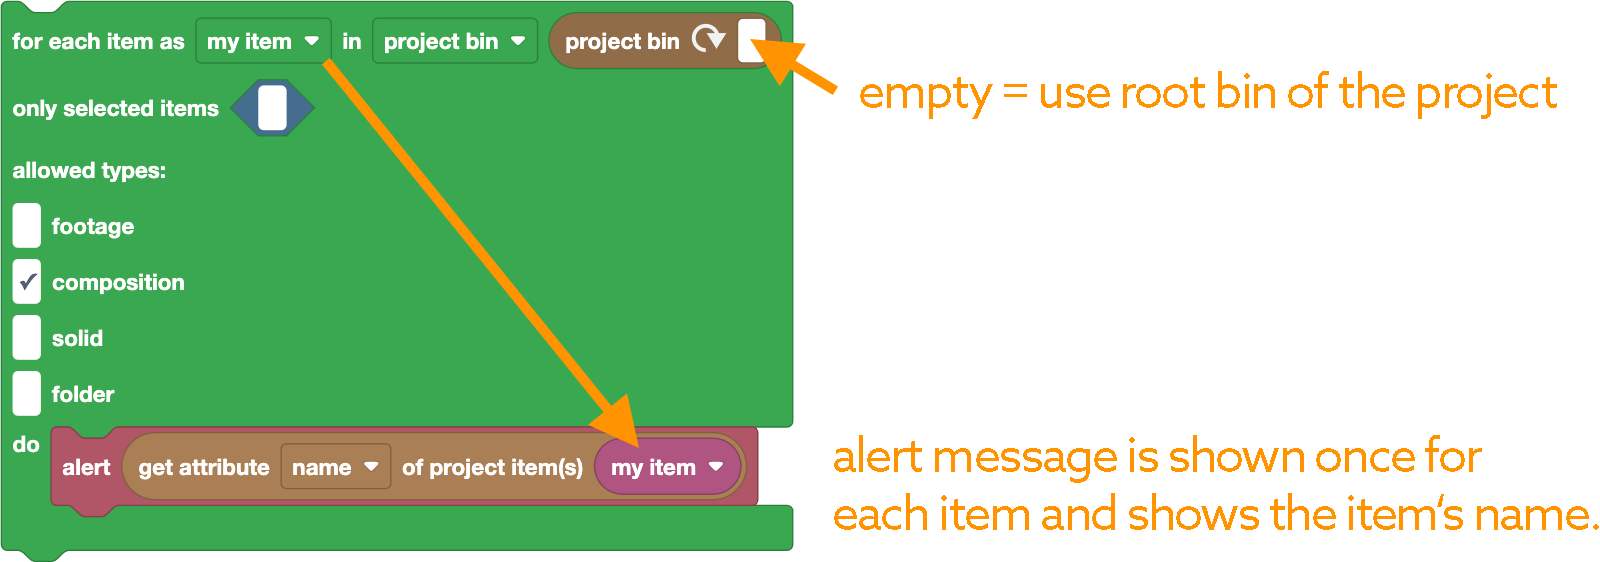 for each item as my item in project bin project bin
empty = use root bin of the project
only selected items
allowed types:
footage
✓ composition
solid
folder
do
alert get attribute name of project item(s) my item
alert message is shown once for
each item and shows the item's name.